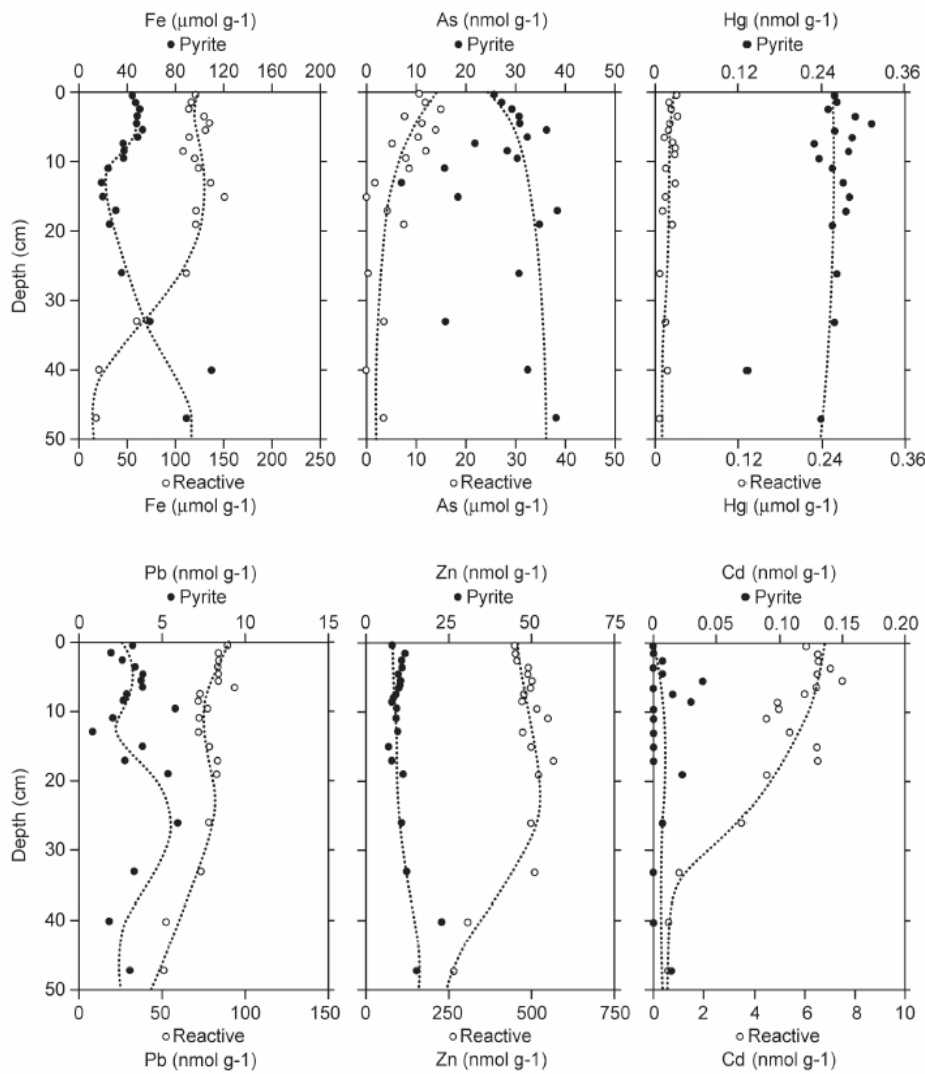 Fe (μmol g-1) As (nmol g-1) Hg (nmol g-1)
● Pyrite ● Pyrite ● Pyrite
0 40 80 120 160 200 0 10 20 30 40 50 0 0.12 0.24 0.36
0
10
20
30
40
50
Depth (cm)
0 50 100 150 200 250 0 10 20 30 40 50 0 0.12 0.24 0.36
○ Reactive ○ Reactive ○ Reactive
Fe (μmol g-1) As (μmol g-1) Hg (μmol g-1)
Pb (nmol g-1) Zn (nmol g-1) Cd (nmol g-1)
● Pyrite ● Pyrite ● Pyrite
0 5 10 15 0 25 50 75 0 0.05 0.10 0.15 0.20
0
10
20
30
40
50
Depth (cm)
0 50 100 150 0 250 500 750 0 2 4 6 8 10
○ Reactive ○ Reactive ○ Reactive
Pb (nmol g-1) Zn (nmol g-1) Cd (nmol g-1)